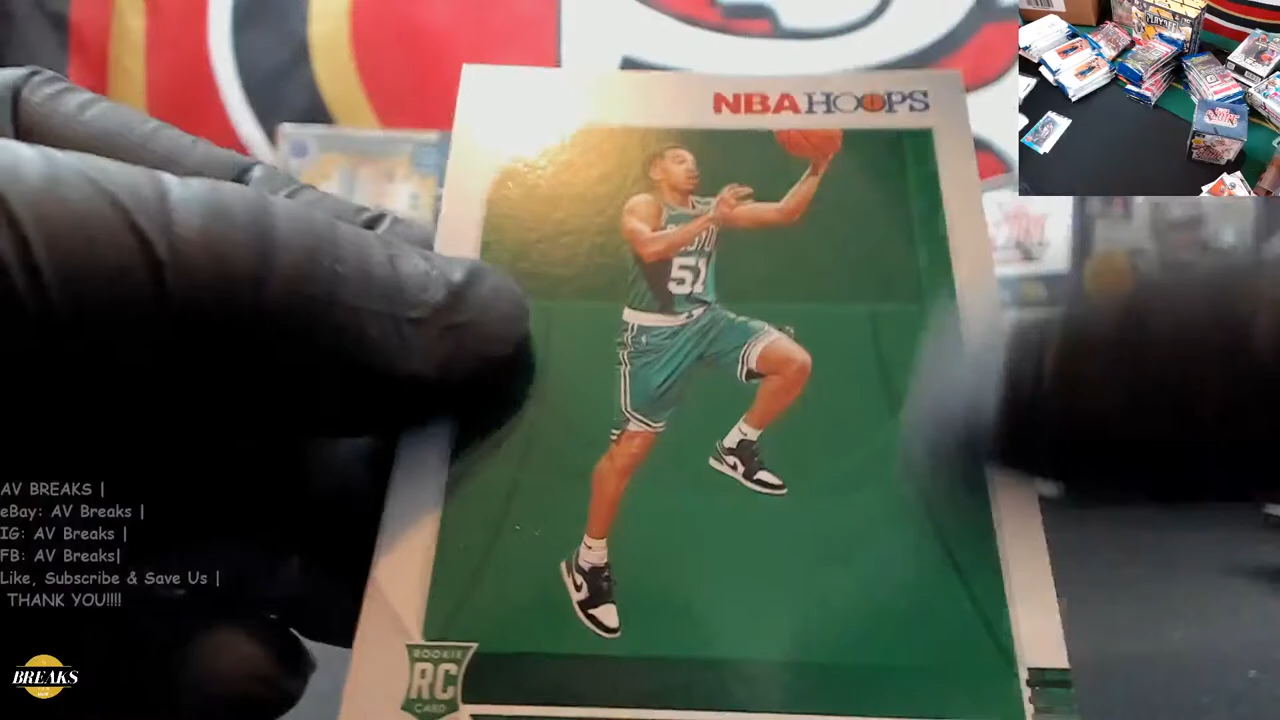 NBA HOOPS
51
ROOKIE
RC
CARD
AV BREAKS |
eBay: AV Breaks |
IG: AV Breaks |
FB: AV Breaks|
Like, Subscribe & Save Us |
THANK YOU!!!!
BREAKS